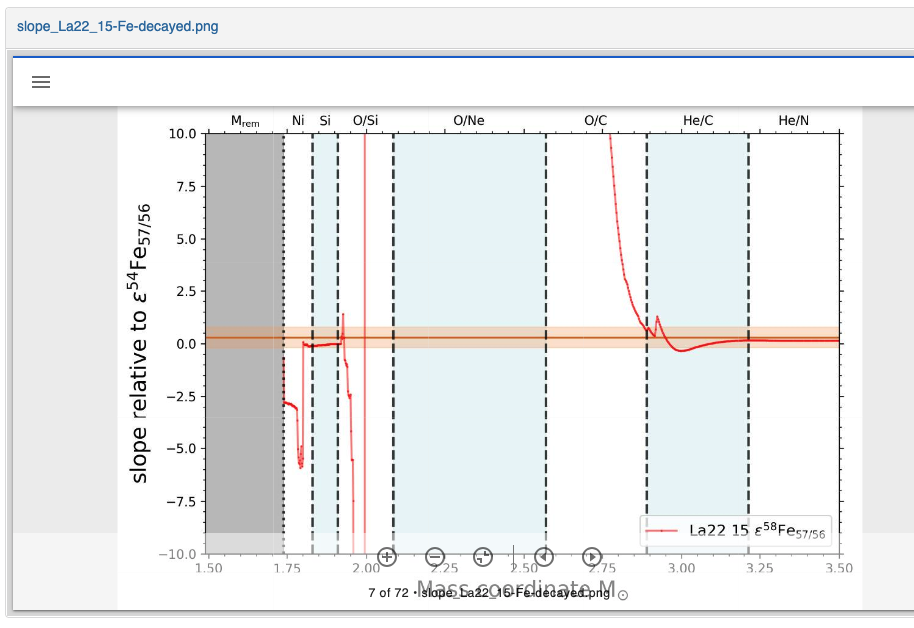 slope_La22_15-Fe-decayed.png
M_rem Ni Si O/Si O/Ne O/C He/C He/N
10.0
7.5
5.0
2.5
0.0
−2.5
−5.0
−7.5
−10.0
slope relative to ε⁵⁴Fe₅₇/₅₆
La22 15 ε⁵⁸Fe₅₇/₅₆
1.50 1.75 2.00 2.25 2.50 2.75 3.00 3.25 3.50
Mass coordinate M⊙
7 of 72 • slope_La22_15-Fe-decayed.png